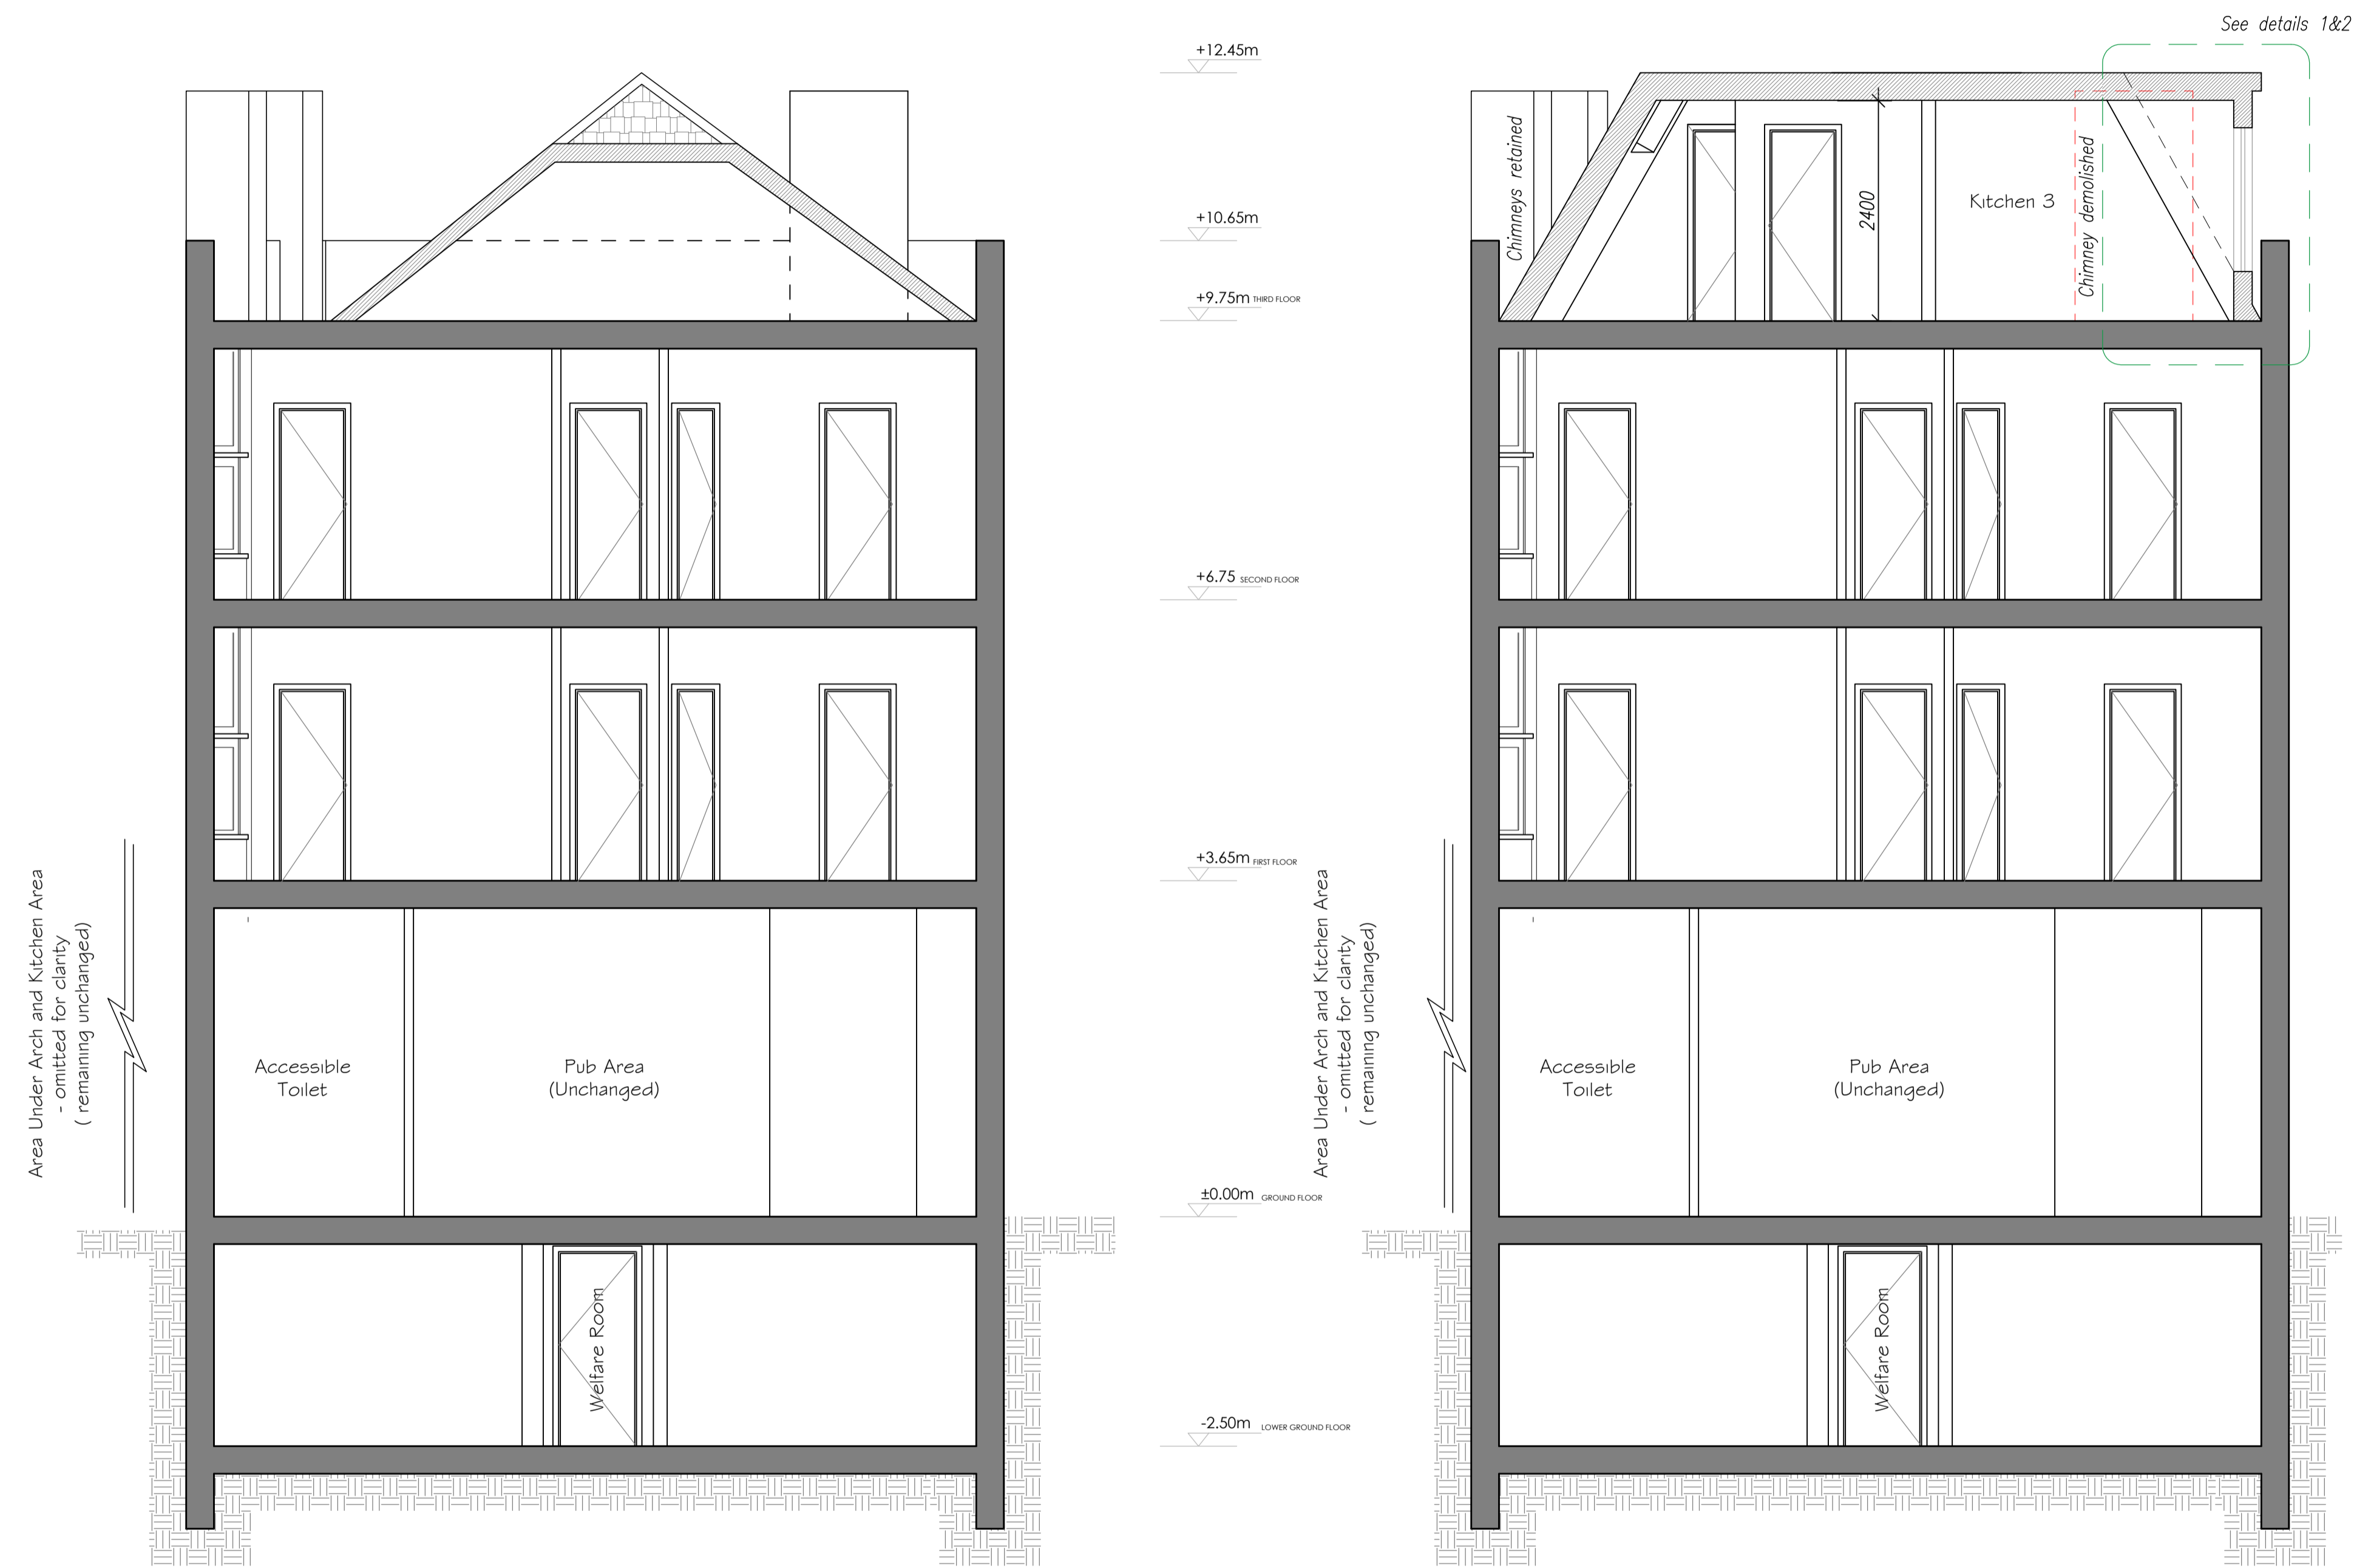 See details 1&2
+12.45m
+10.65m
+9.75m THIRD FLOOR
+6.75 SECOND FLOOR
+3.65m FIRST FLOOR
±0.00m GROUND FLOOR
-2.50m LOWER GROUND FLOOR
Area Under Arch and Kitchen Area
- omitted for clarity
( remaining unchanged)
Accessible
Toilet
Pub Area
(Unchanged)
Welfare Room
Chimneys retained
2400
Kitchen 3
Chimney demolished
Area Under Arch and Kitchen Area
- omitted for clarity
( remaining unchanged)
Accessible
Toilet
Pub Area
(Unchanged)
Welfare Room